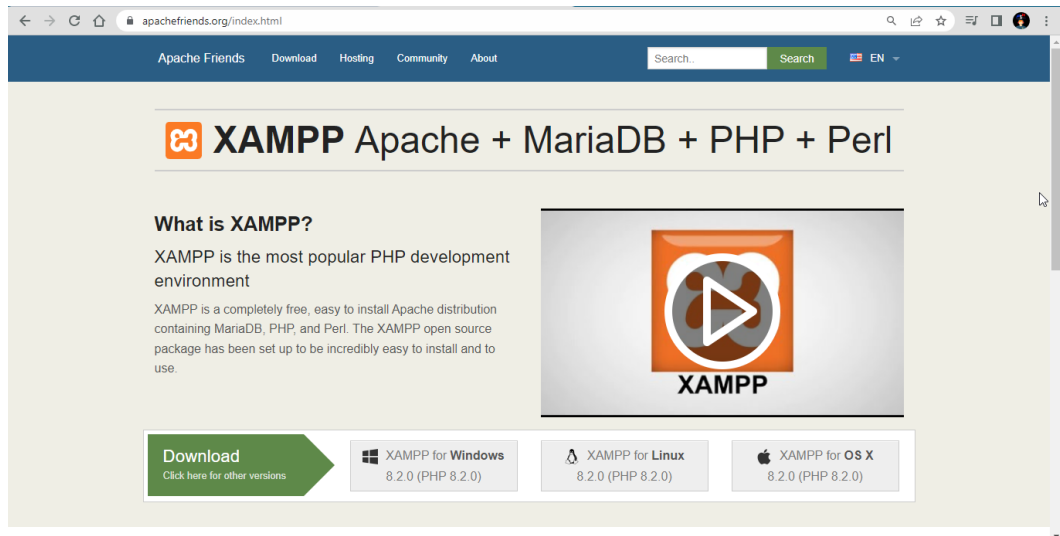 apachefriends.org/index.html
Apache Friends Download Hosting Community About Search.. Search EN
XAMPP Apache + MariaDB + PHP + Perl
What is XAMPP?
XAMPP is the most popular PHP development
environment
XAMPP is a completely free, easy to install Apache distribution
containing MariaDB, PHP, and Perl. The XAMPP open source
package has been set up to be incredibly easy to install and to
use.
XAMPP
Download
Click here for other versions
XAMPP for Windows
8.2.0 (PHP 8.2.0)
XAMPP for Linux
8.2.0 (PHP 8.2.0)
XAMPP for OS X
8.2.0 (PHP 8.2.0)